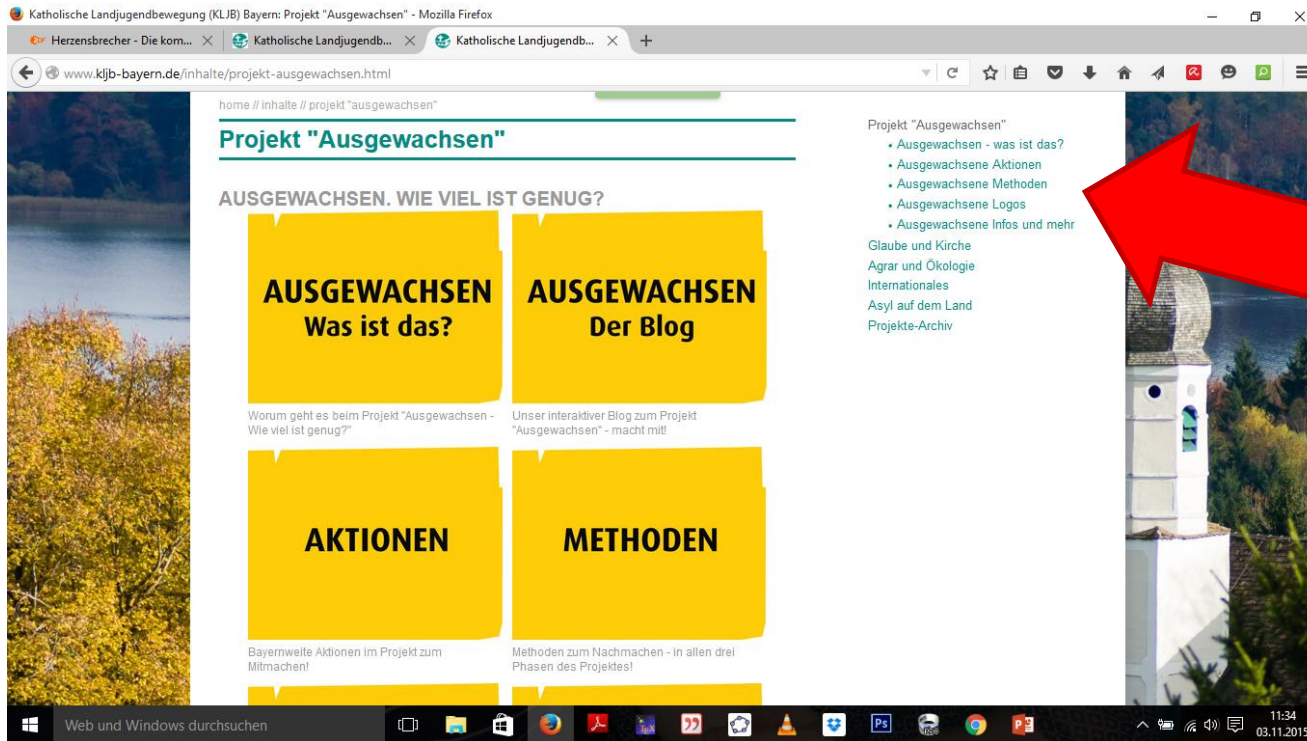 Katholische Landjugendbewegung (KLJB) Bayern: Projekt "Ausgewachsen" - Mozilla Firefox
Herzensbrecher - Die kom...
Katholische Landjugendb...
Katholische Landjugendb...
www.kljb-bayern.de/inhalte/projekt-ausgewachsen.html
home // inhalte // projekt "ausgewachsen"
Projekt "Ausgewachsen"
AUSGEWACHSEN. WIE VIEL IST GENUG?
AUSGEWACHSEN
Was ist das?
Worum geht es beim Projekt "Ausgewachsen -
Wie viel ist genug?"
AUSGEWACHSEN
Der Blog
Unser interaktiver Blog zum Projekt
"Ausgewachsen" - macht mit!
AKTIONEN
Bayernweite Aktionen im Projekt zum
Mitmachen!
METHODEN
Methoden zum Nachmachen - in allen drei
Phasen des Projektes!
Projekt "Ausgewachsen"
• Ausgewachsen - was ist das?
• Ausgewachsene Aktionen
• Ausgewachsene Methoden
• Ausgewachsene Logos
• Ausgewachsene Infos und mehr
Glaube und Kirche
Agrar und Ökologie
Internationales
Asyl auf dem Land
Projekte-Archiv
Web und Windows durchsuchen
Ps
11:34
03.11.2015